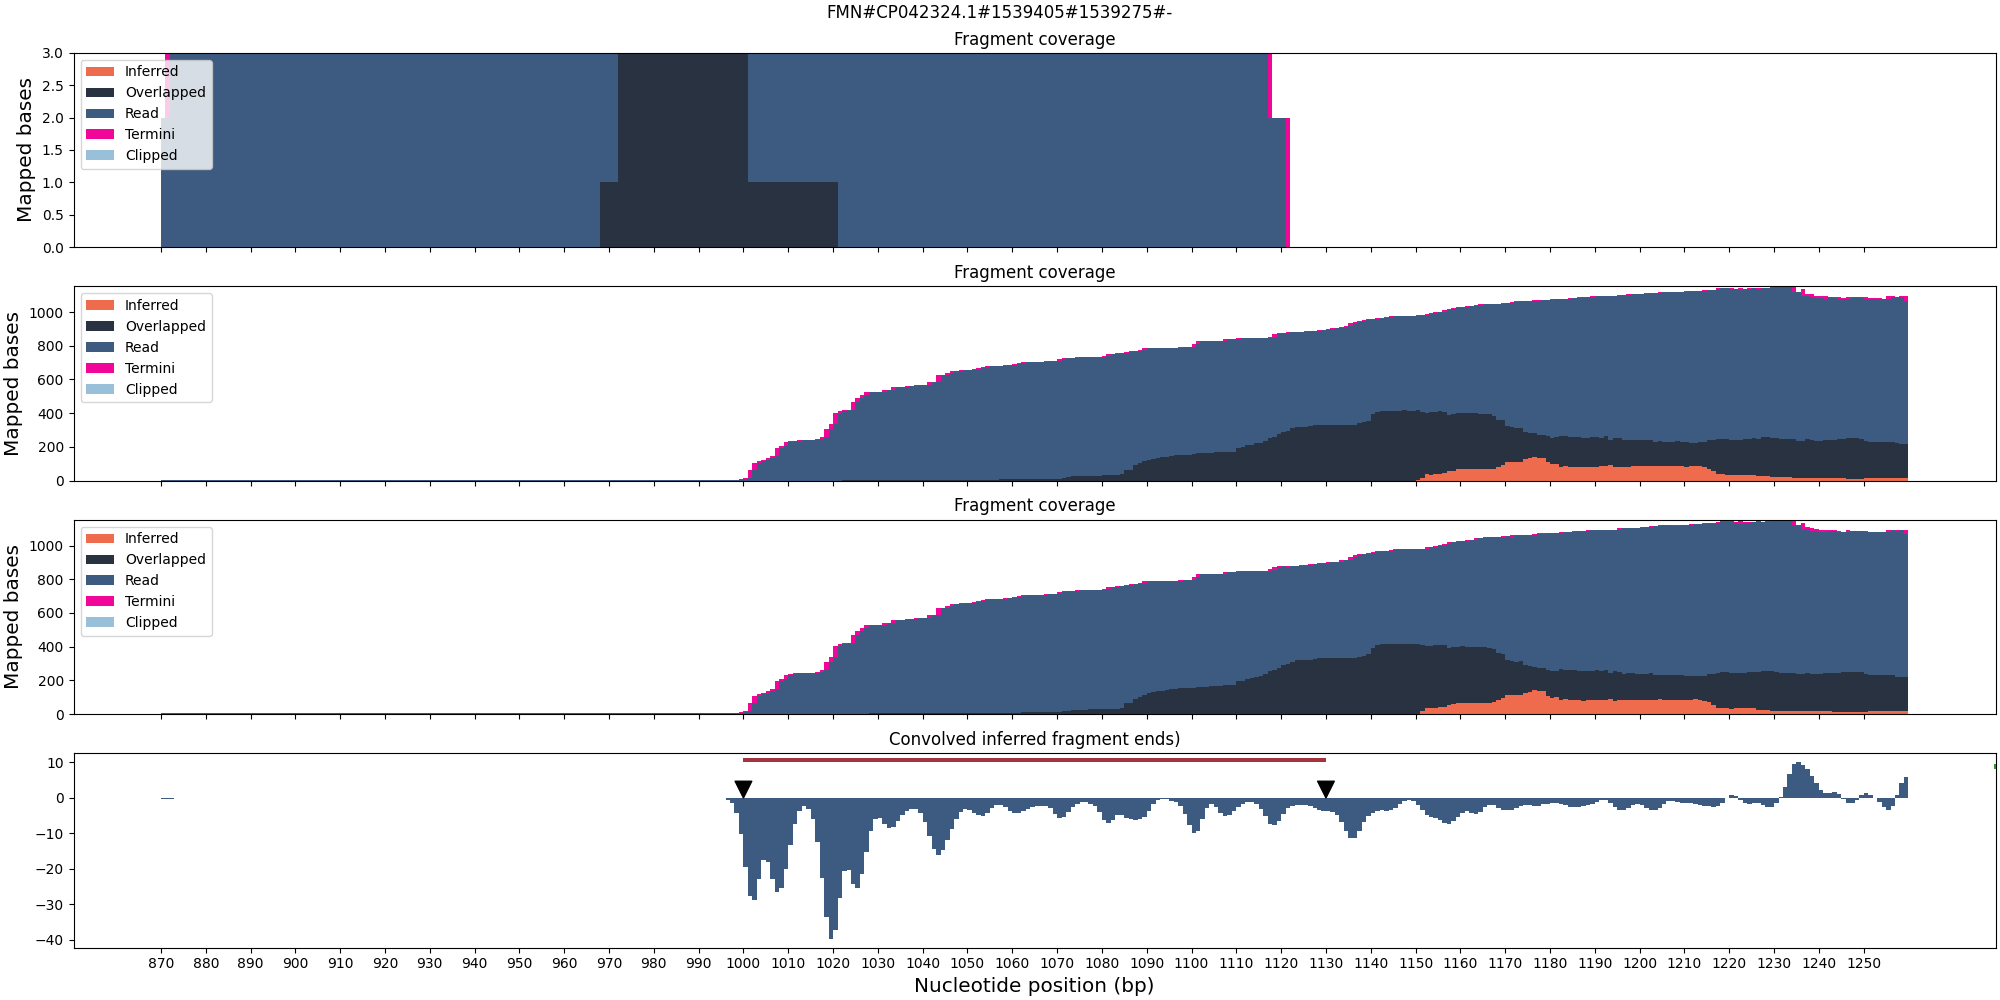 FMN#CP042324.1#1539405#1539275#-
Fragment coverage
Mapped bases
3.0
2.5
2.0
1.5
1.0
0.5
0.0
Inferred
Overlapped
Read
Termini
Clipped
Fragment coverage
Mapped bases
1000
800
600
400
200
0
Inferred
Overlapped
Read
Termini
Clipped
Fragment coverage
Mapped bases
1000
800
600
400
200
0
Inferred
Overlapped
Read
Termini
Clipped
Convolved inferred fragment ends)
10
0
−10
−20
−30
−40
870 880 890 900 910 920 930 940 950 960 970 980 990 1000 1010 1020 1030 1040 1050 1060 1070 1080 1090 1100 1110 1120 1130 1140 1150 1160 1170 1180 1190 1200 1210 1220 1230 1240 1250
Nucleotide position (bp)